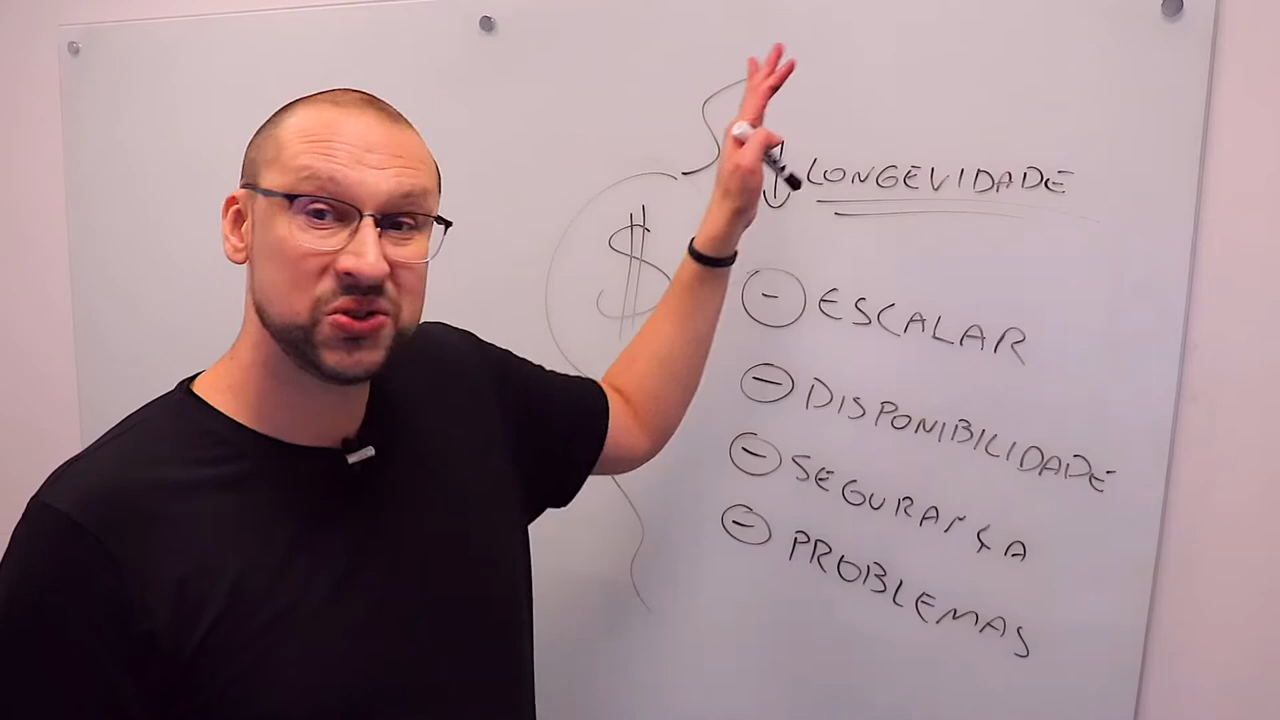 $
↓ LONGEVIDADE
- ESCALAR
- DISPONIBILIDADE
- SEGURANÇA
- PROBLEMAS